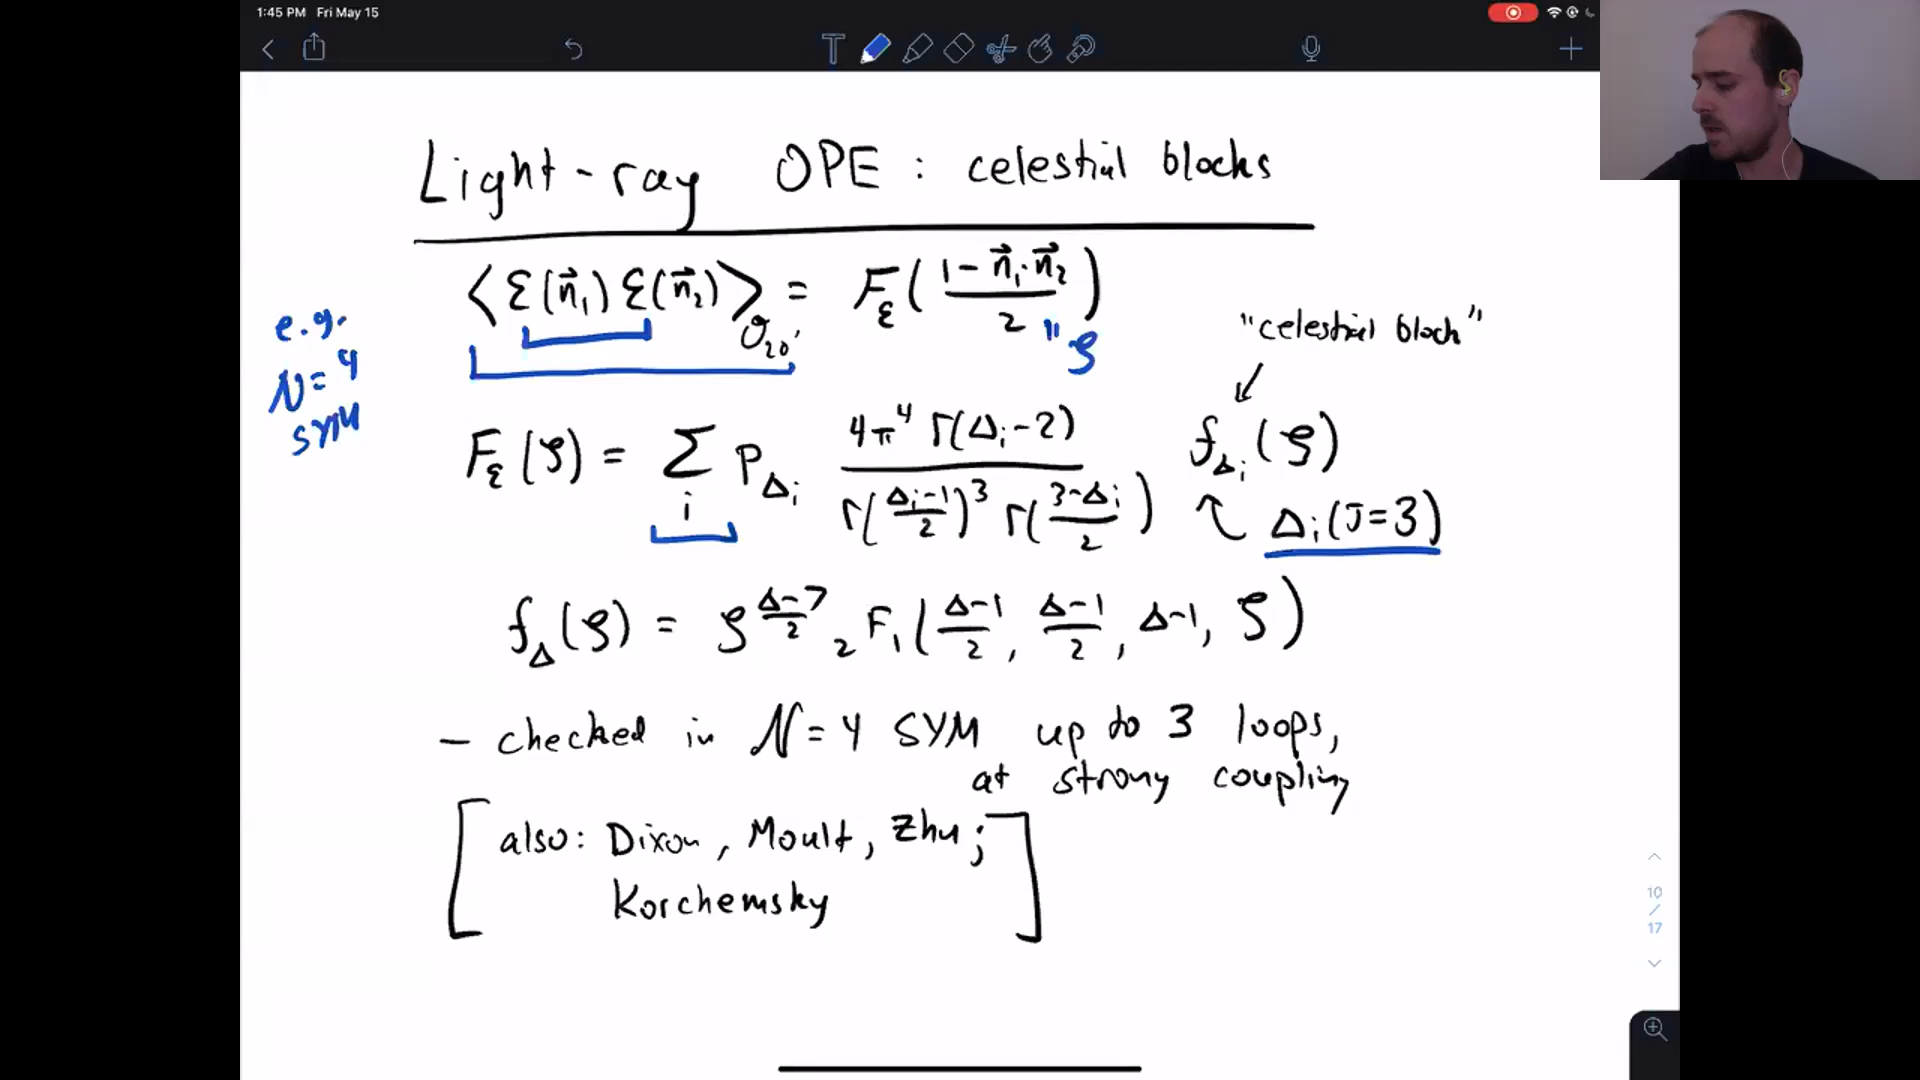 1:45 PM Fri May 15
Light-ray OPE : celestial blocks
⟨ℰ(n⃗₁) ℰ(n⃗₂)⟩_{𝒪_{20'}} = F_ℰ( (1 - n⃗₁·n⃗₂) / 2 )
" ζ
e.g.
𝒩=4
SYM
"celestial block"
F_ℰ(ζ) = Σ_i P_{Δ_i} (4π⁴ Γ(Δ_i-2)) / (Γ((Δ_i-1)/2)³ Γ((3-Δ_i)/2)) f_{Δ_i}(ζ)
Δ_i(J=3)
f_Δ(ζ) = ζ^{(Δ-7)/2} ₂F₁( (Δ-1)/2, (Δ-1)/2, Δ-1, ζ )
- checked in 𝒩=4 SYM up to 3 loops,
at strong coupling
[also: Dixon, Moult, Zhu;
Korchemsky]
10
/
17